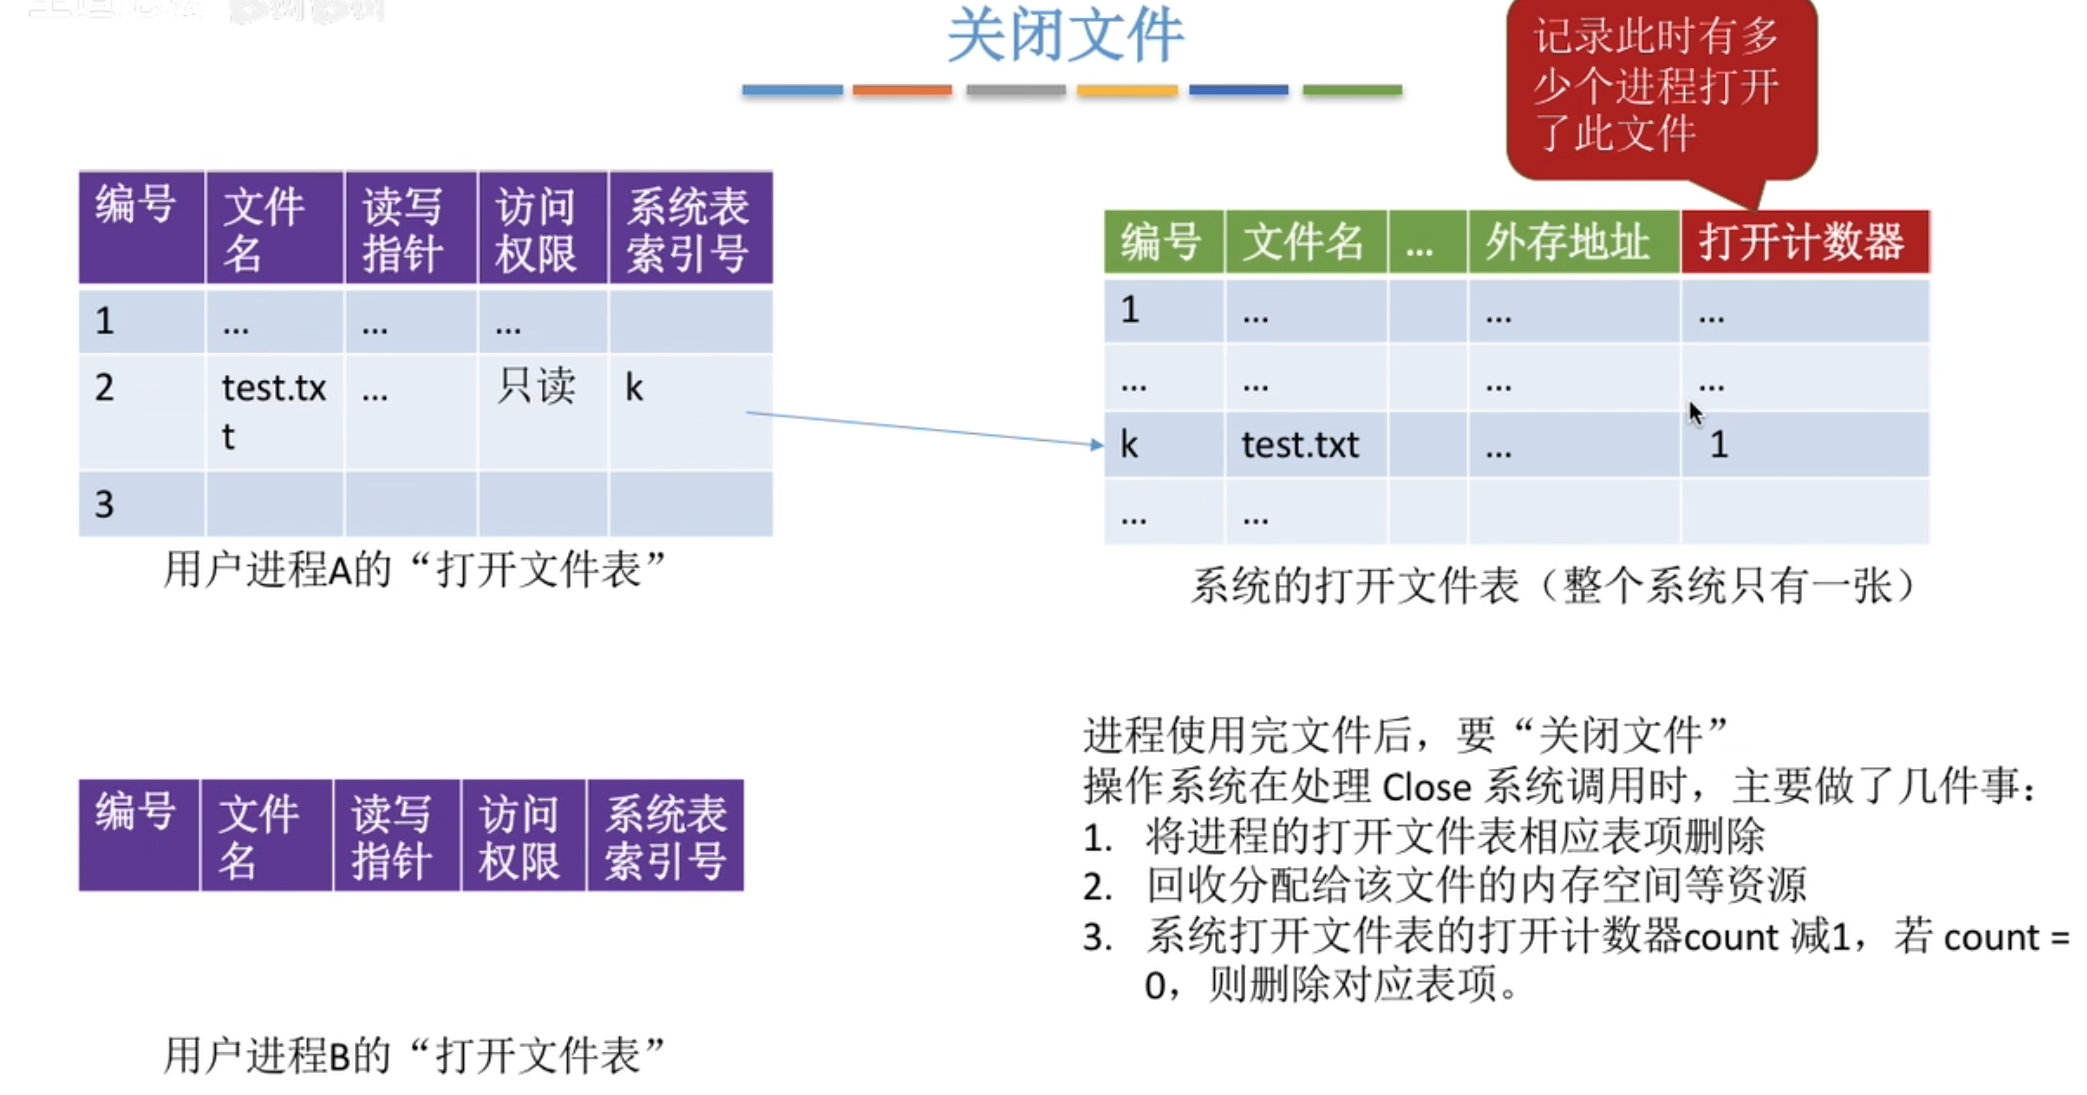 关闭文件
记录此时有多
少个进程打开
了此文件
编号 文件名 读写指针 访问权限 系统表索引号
1 … … …
2 test.txt … 只读 k
3
用户进程A的“打开文件表”
编号 文件名 … 外存地址 打开计数器
1 … … …
… … … …
k test.txt … 1
… …
系统的打开文件表（整个系统只有一张）
编号 文件名 读写指针 访问权限 系统表索引号
用户进程B的“打开文件表”
进程使用完文件后，要“关闭文件”
操作系统在处理 Close 系统调用时，主要做了几件事：
1. 将进程的打开文件表相应表项删除
2. 回收分配给该文件的内存空间等资源
3. 系统打开文件表的打开计数器count 减1，若 count =
0，则删除对应表项。